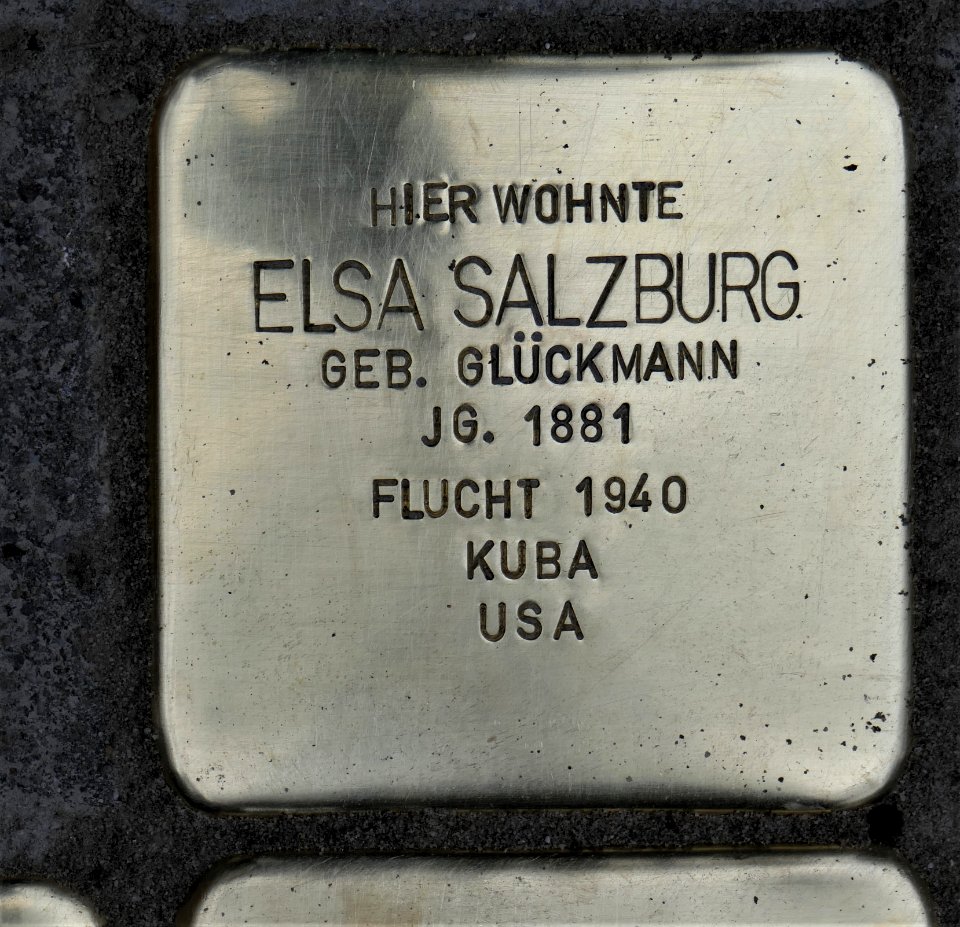 HIER WOHNTE
ELSA SALZBURG
GEB. GLÜCKMANN
JG. 1881
FLUCHT 1940
KUBA
USA